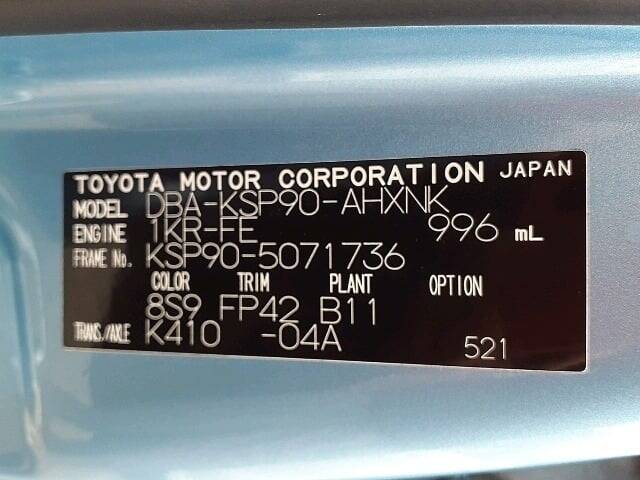 TOYOTA MOTOR CORPORATION JAPAN
MODEL DBA-KSP90-AHXNK
ENGINE 1KR-FE 996 mL
FRAME No. KSP90-5071736
COLOR TRIM PLANT OPTION
8S9 FP42 B11
TRANS./AXLE K410 -04A
521